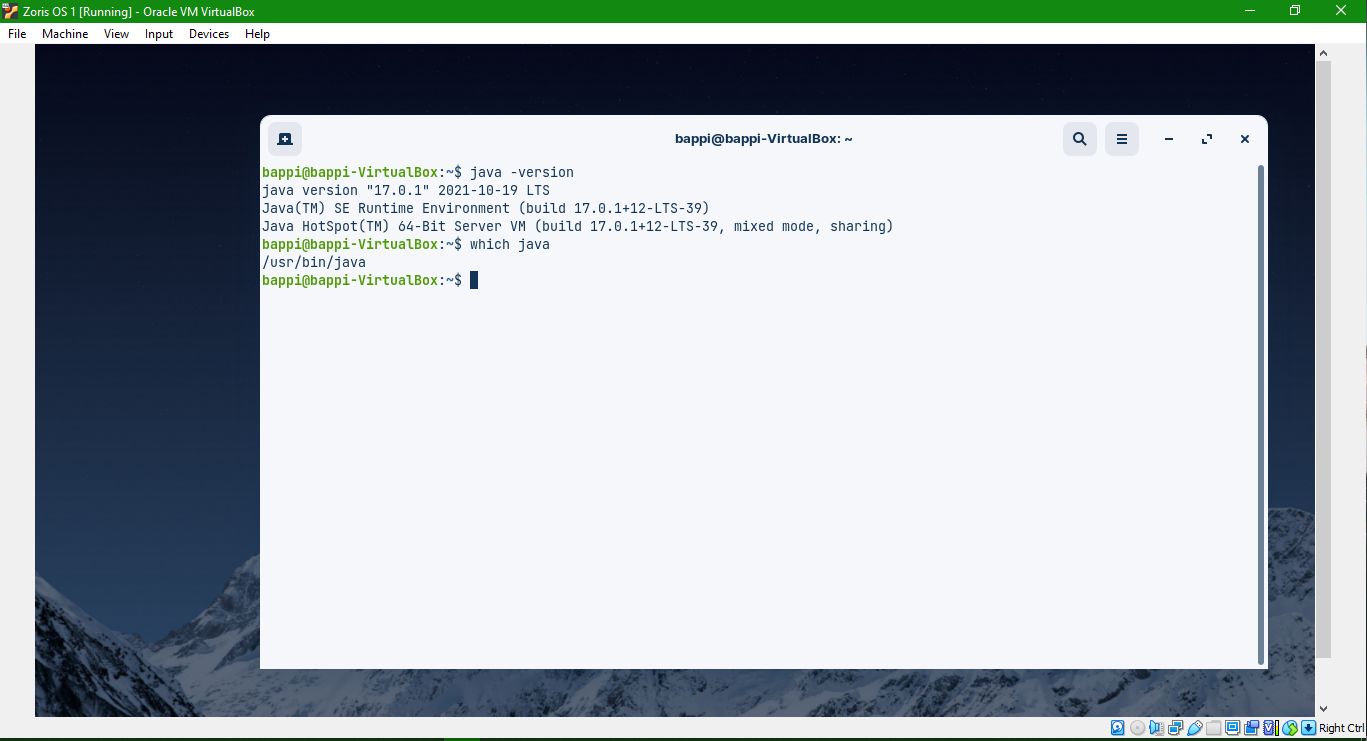 Zoris OS 1 [Running] - Oracle VM VirtualBox
File Machine View Input Devices Help
bappi@bappi-VirtualBox: ~
bappi@bappi-VirtualBox:~$ java -version
java version "17.0.1" 2021-10-19 LTS
Java(TM) SE Runtime Environment (build 17.0.1+12-LTS-39)
Java HotSpot(TM) 64-Bit Server VM (build 17.0.1+12-LTS-39, mixed mode, sharing)
bappi@bappi-VirtualBox:~$ which java
/usr/bin/java
bappi@bappi-VirtualBox:~$
Right Ctrl